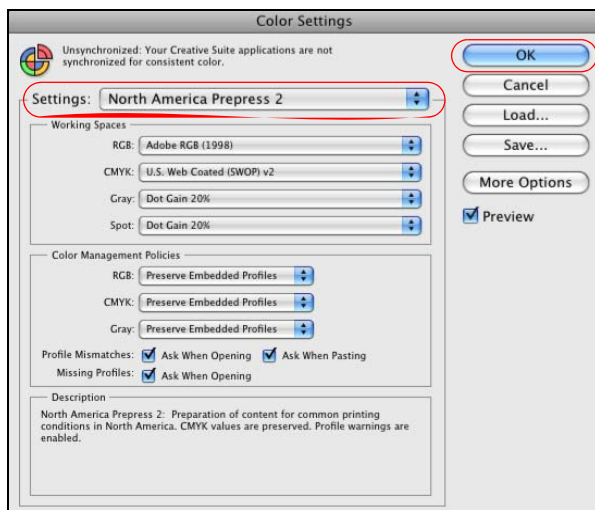 Color Settings
Unsynchronized: Your Creative Suite applications are not
synchronized for consistent color.
Settings: North America Prepress 2
Working Spaces
RGB: Adobe RGB (1998)
CMYK: U.S. Web Coated (SWOP) v2
Gray: Dot Gain 20%
Spot: Dot Gain 20%
Color Management Policies
RGB: Preserve Embedded Profiles
CMYK: Preserve Embedded Profiles
Gray: Preserve Embedded Profiles
Profile Mismatches: Ask When Opening Ask When Pasting
Missing Profiles: Ask When Opening
Description
North America Prepress 2: Preparation of content for common printing
conditions in North America. CMYK values are preserved. Profile warnings are
enabled.
OK
Cancel
Load...
Save...
More Options
Preview